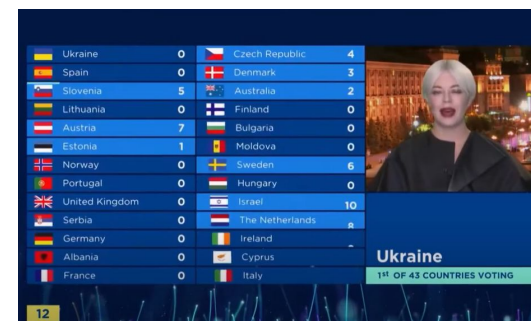 Ukraine 0
Spain 0
Slovenia 5
Lithuania 0
Austria 7
Estonia 1
Norway 0
Portugal 0
United Kingdom 0
Serbia 0
Germany 0
Albania 0
France 0
Czech Republic 4
Denmark 3
Australia 2
Finland 0
Bulgaria 0
Moldova 0
Sweden 6
Hungary 0
Israel 10
The Netherlands 8
Ireland
Cyprus
Italy
Ukraine
1st OF 43 COUNTRIES VOTING
12